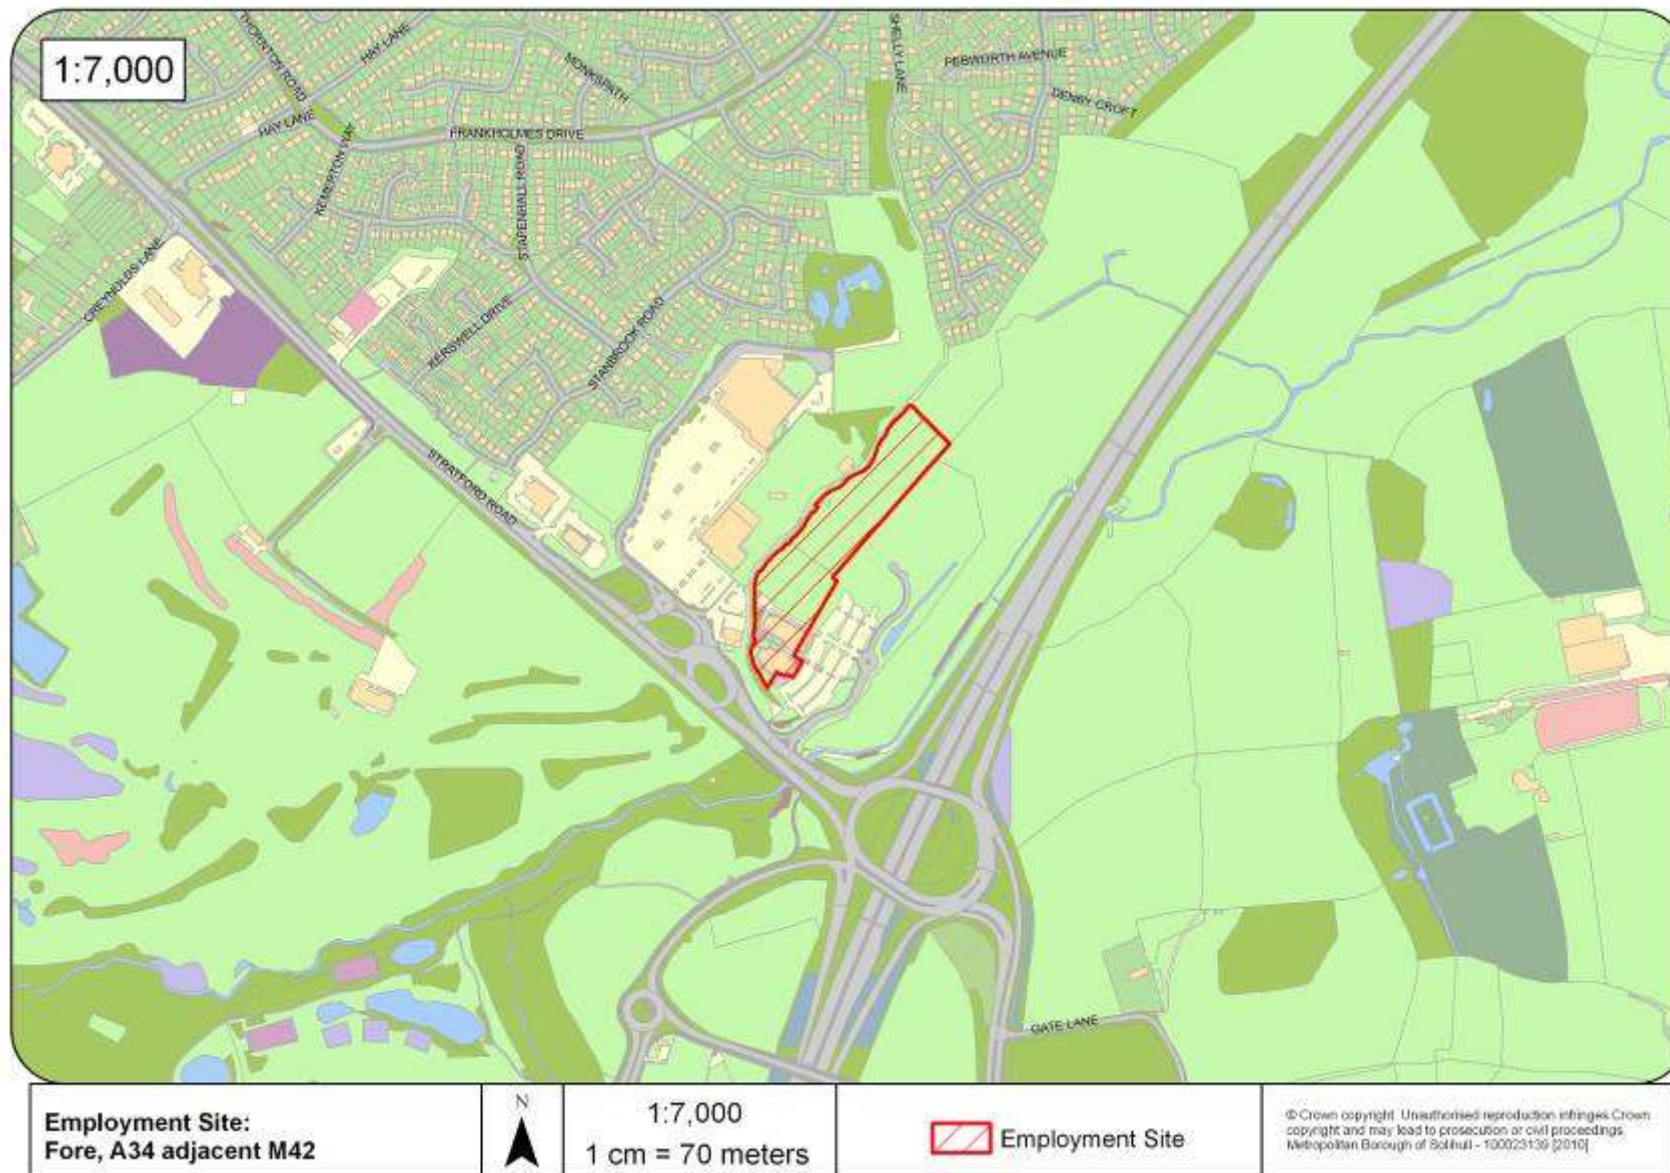 1:7,000
THORNTON ROAD
HAY LANE
MONKSPATH
SHELLY LANE
PEBWORTH AVENUE
DENBY CROFT
HAY LANE
FRANKHOLMES DRIVE
KEMERTON WAY
STAPENHALL ROAD
CREYNOLDS LANE
KERSWELL DRIVE
STANBROOK ROAD
STRATFORD ROAD
GATE LANE
Employment Site:
Fore, A34 adjacent M42
N
1:7,000
1 cm = 70 meters
Employment Site
© Crown copyright. Unauthorised reproduction infringes Crown
copyright and may lead to prosecution or civil proceedings.
Metropolitan Borough of Solihull - 100023139 [2010]